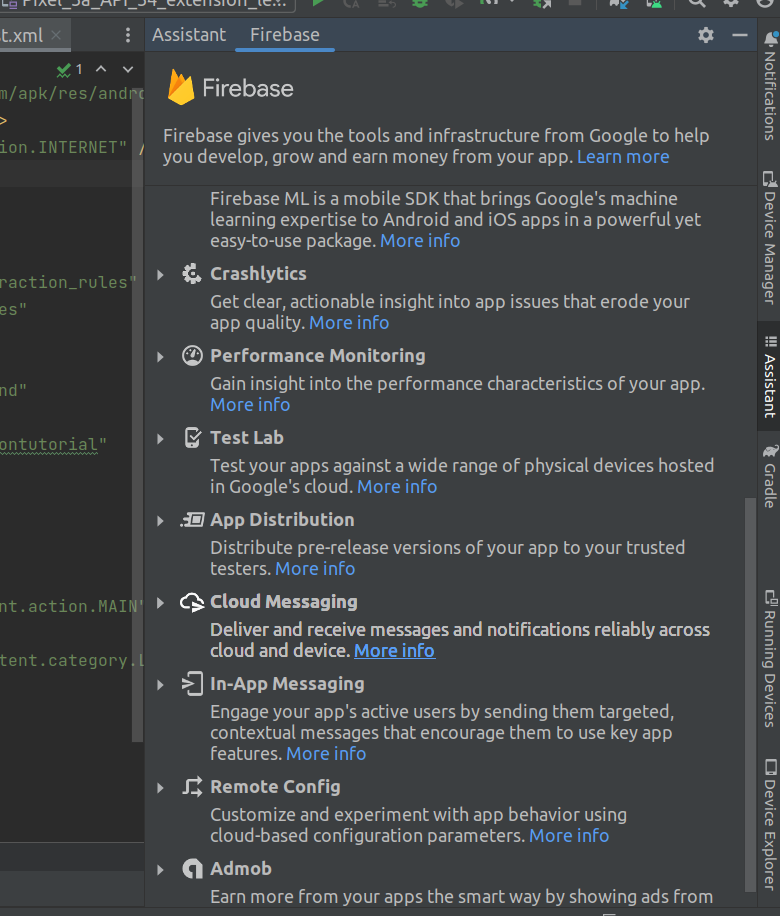 Pixel_3a_API_34_extension_le...
st.xml
Assistant
Firebase
1
m/apk/res/andro
>
ion.INTERNET" /
raction_rules"
es"
nd"
ontutorial"
nt.action.MAIN"
tent.category.L
Firebase
Firebase gives you the tools and infrastructure from Google to help
you develop, grow and earn money from your app. Learn more
Firebase ML is a mobile SDK that brings Google's machine
learning expertise to Android and iOS apps in a powerful yet
easy-to-use package. More info
Crashlytics
Get clear, actionable insight into app issues that erode your
app quality. More info
Performance Monitoring
Gain insight into the performance characteristics of your app.
More info
Test Lab
Test your apps against a wide range of physical devices hosted
in Google's cloud. More info
App Distribution
Distribute pre-release versions of your app to your trusted
testers. More info
Cloud Messaging
Deliver and receive messages and notifications reliably across
cloud and device. More info
In-App Messaging
Engage your app's active users by sending them targeted,
contextual messages that encourage them to use key app
features. More info
Remote Config
Customize and experiment with app behavior using
cloud-based configuration parameters. More info
Admob
Earn more from your apps the smart way by showing ads from
Notifications
Device Manager
Assistant
Gradle
Running Devices
Device Explorer